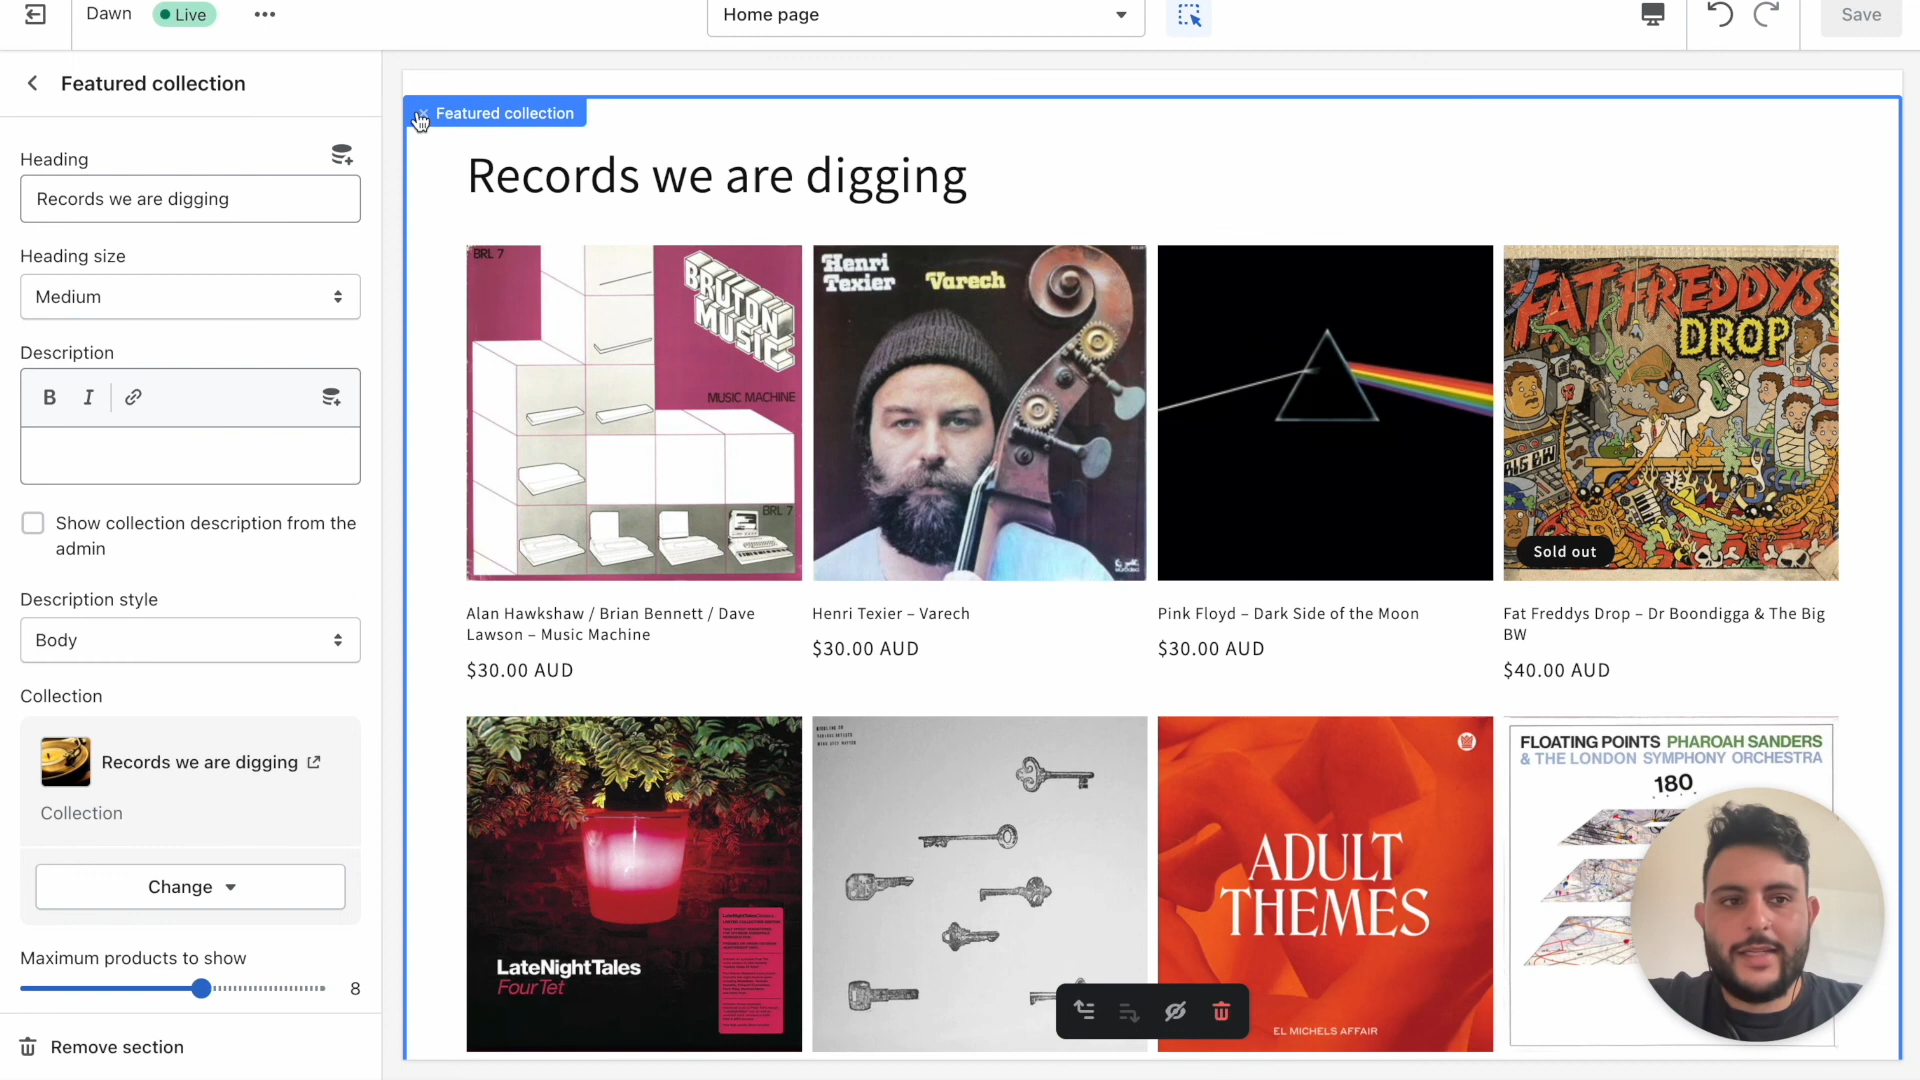 Dawn
Live
Home page
Save
Featured collection
Heading
Records we are digging
Heading size
Medium
Description
B I
Show collection description from the
admin
Description style
Body
Collection
Records we are digging
Collection
Change
Maximum products to show
8
Remove section
Featured collection
Records we are digging
BRL 7
BRUTON
MUSIC
MUSIC MACHINE
BRL 7
Henri
Texier
Varech
FAT FREDDYS
DROP
BIG BW
Sold out
Alan Hawkshaw / Brian Bennett / Dave
Lawson – Music Machine
$30.00 AUD
Henri Texier – Varech
$30.00 AUD
Pink Floyd – Dark Side of the Moon
$30.00 AUD
Fat Freddys Drop – Dr Boondigga & The Big
BW
$40.00 AUD
LateNightTales
Four Tet
ADULT
THEMES
EL MICHELS AFFAIR
FLOATING POINTS PHAROAH SANDERS
& THE LONDON SYMPHONY ORCHESTRA
180